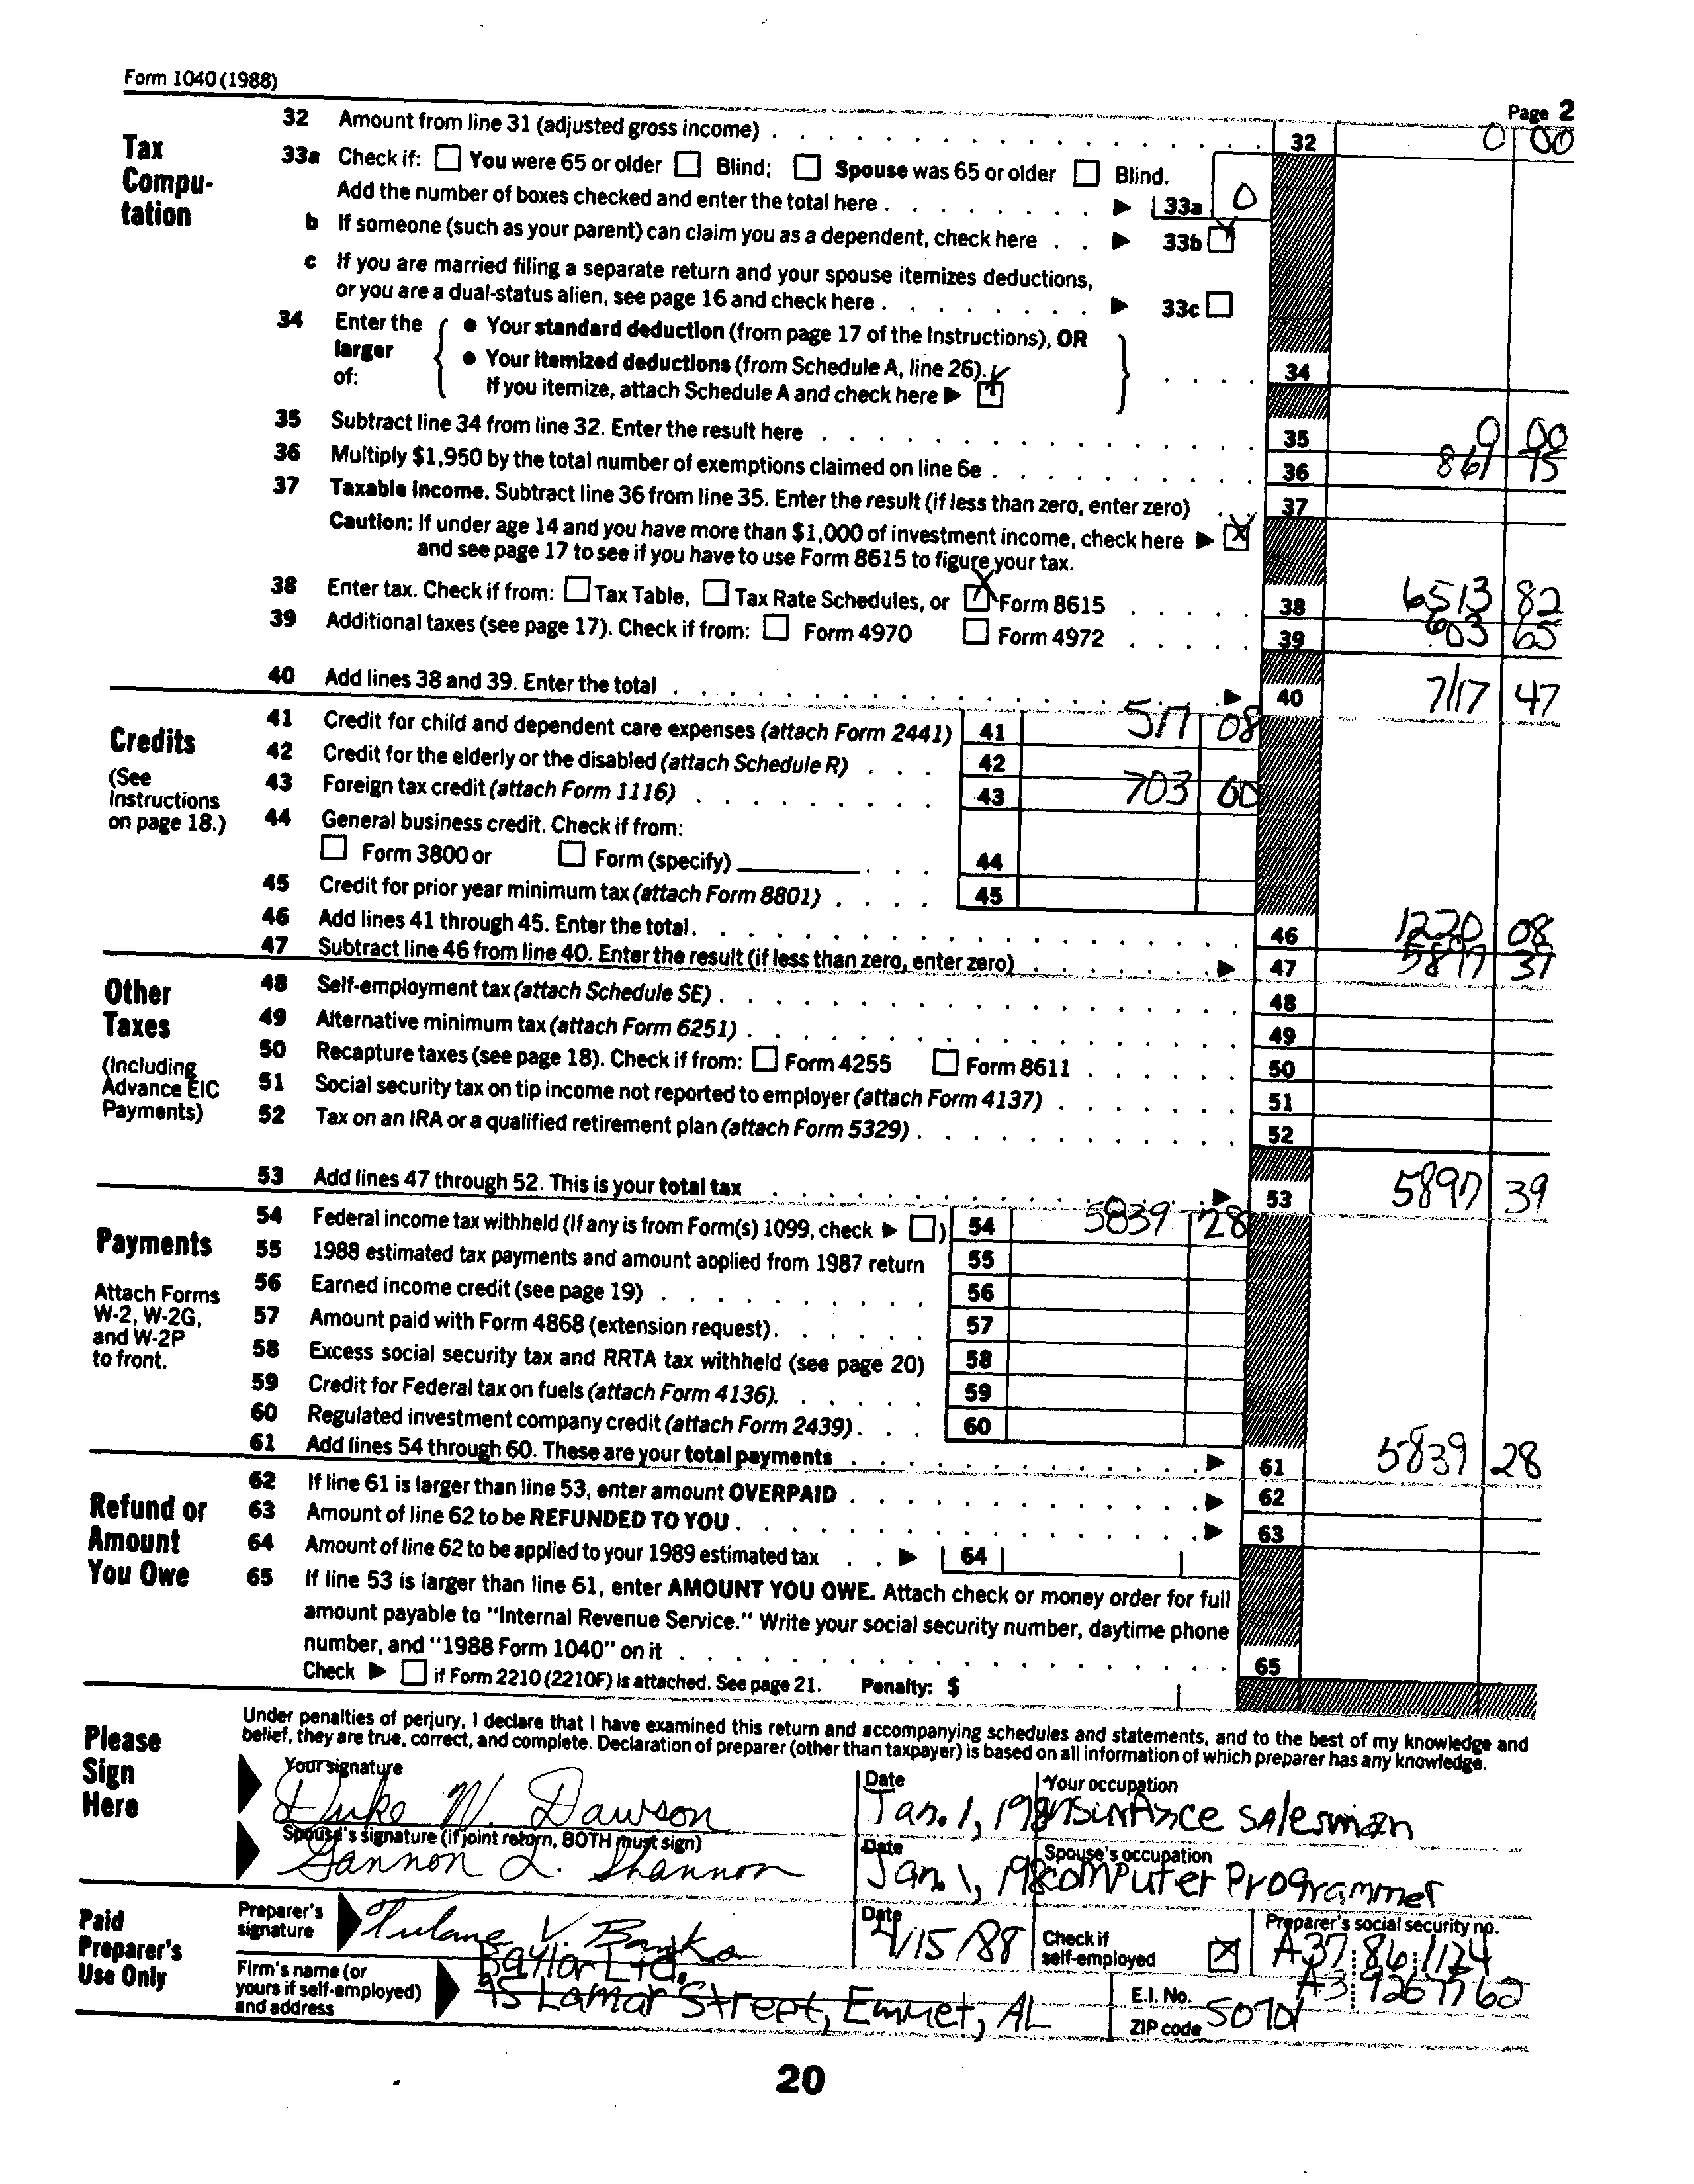 Form 1040 (1988)
Page 2
Tax Compu-
tation
32 Amount from line 31 (adjusted gross income) 32 0 00
33a Check if: You were 65 or older Blind; Spouse was 65 or older Blind.
Add the number of boxes checked and enter the total here 33a 0
b If someone (such as your parent) can claim you as a dependent, check here 33b
c If you are married filing a separate return and your spouse itemizes deductions,
or you are a dual-status alien, see page 16 and check here 33c
34 Enter the larger of:
• Your standard deduction (from page 17 of the Instructions), OR
• Your itemized deductions (from Schedule A, line 26).
If you itemize, attach Schedule A and check here 34
35 Subtract line 34 from line 32. Enter the result here 35 0 00
36 Multiply $1,950 by the total number of exemptions claimed on line 6e 36 861 75
37 Taxable income. Subtract line 36 from line 35. Enter the result (if less than zero, enter zero) 37
Caution: If under age 14 and you have more than $1,000 of investment income, check here X
and see page 17 to see if you have to use Form 8615 to figure your tax.
38 Enter tax. Check if from: Tax Table, Tax Rate Schedules, or X Form 8615 38 6513 82
39 Additional taxes (see page 17). Check if from: Form 4970 Form 4972 39 603 65
40 Add lines 38 and 39. Enter the total 40 7117 47
Credits
(See Instructions on page 18.)
41 Credit for child and dependent care expenses (attach Form 2441) 41 517 08
42 Credit for the elderly or the disabled (attach Schedule R) 42
43 Foreign tax credit (attach Form 1116) 43 703 00
44 General business credit. Check if from:
Form 3800 or Form (specify) 44
45 Credit for prior year minimum tax (attach Form 8801) 45
46 Add lines 41 through 45. Enter the total 46 1220 08
47 Subtract line 46 from line 40. Enter the result (if less than zero, enter zero) 47 5897 39
Other Taxes
(Including Advance EIC Payments)
48 Self-employment tax (attach Schedule SE) 48
49 Alternative minimum tax (attach Form 6251) 49
50 Recapture taxes (see page 18). Check if from: Form 4255 Form 8611 50
51 Social security tax on tip income not reported to employer (attach Form 4137) 51
52 Tax on an IRA or a qualified retirement plan (attach Form 5329) 52
53 Add lines 47 through 52. This is your total tax 53 5897 39
Payments
Attach Forms W-2, W-2G, and W-2P to front.
54 Federal income tax withheld (If any is from Form(s) 1099, check ) 54 5839 28
55 1988 estimated tax payments and amount applied from 1987 return 55
56 Earned income credit (see page 19) 56
57 Amount paid with Form 4868 (extension request) 57
58 Excess social security tax and RRTA tax withheld (see page 20) 58
59 Credit for Federal tax on fuels (attach Form 4136) 59
60 Regulated investment company credit (attach Form 2439) 60
61 Add lines 54 through 60. These are your total payments 61 5839 28
Refund or Amount You Owe
62 If line 61 is larger than line 53, enter amount OVERPAID 62
63 Amount of line 62 to be REFUNDED TO YOU 63
64 Amount of line 62 to be applied to your 1989 estimated tax 64
65 If line 53 is larger than line 61, enter AMOUNT YOU OWE. Attach check or money order for full
amount payable to "Internal Revenue Service." Write your social security number, daytime phone
number, and "1988 Form 1040" on it 65
Check if Form 2210 (2210F) is attached. See page 21. Penalty: $
Please Sign Here
Under penalties of perjury, I declare that I have examined this return and accompanying schedules and statements, and to the best of my knowledge and
belief, they are true, correct, and complete. Declaration of preparer (other than taxpayer) is based on all information of which preparer has any knowledge.
Your signature Date Your occupation
Duke W. Dawson Jan. 1, 198 insurance salesman
Spouse's signature (if joint return, BOTH must sign) Date Spouse's occupation
Gannon L. Shannon Jan. 1, 198 computer Programmer
Paid Preparer's Use Only
Preparer's signature Tulane V. Banks Date 4/15/88 Check if self-employed X Preparer's social security no. A37:86:1124
Firm's name (or yours if self-employed) and address Baylor Ltd. E.I. No. A3 9267762
95 Lamar Street, Emmet, AL ZIP code 50701
20